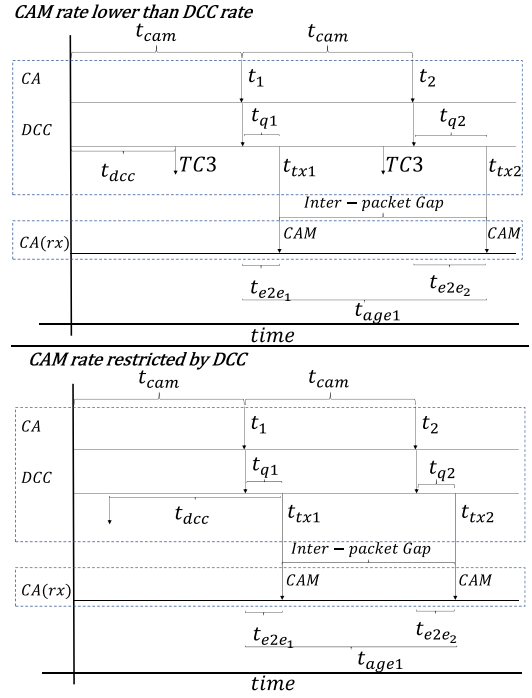 CAM rate lower than DCC rate
t_cam t_cam
CA t_1 t_2
DCC t_q1 t_q2
t_dcc TC3 t_tx1 TC3 t_tx2
Inter − packet Gap
CA(rx) CAM CAM
t_e2e_1 t_e2e_2
t_age1
time
CAM rate restricted by DCC
t_cam t_cam
CA t_1 t_2
DCC t_q1 t_q2
t_dcc t_tx1 t_tx2
Inter − packet Gap
CA(rx) CAM CAM
t_e2e_1 t_e2e_2
t_age1
time